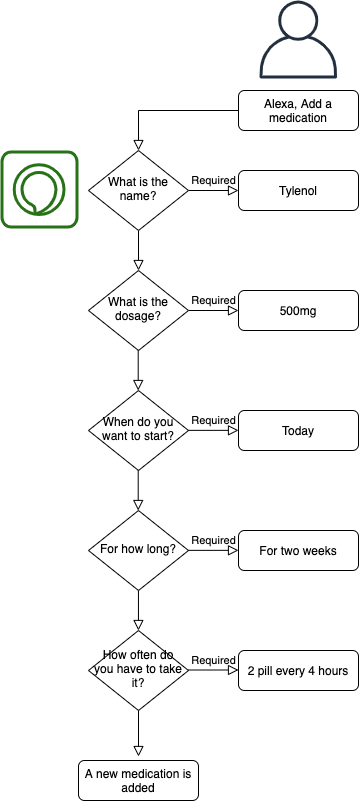 Alexa, Add a
medication
What is the
name?
Required
Tylenol
What is the
dosage?
Required
500mg
When do you
want to start?
Required
Today
For how long?
Required
For two weeks
How often do
you have to take
it?
Required
2 pill every 4 hours
A new medication is
added